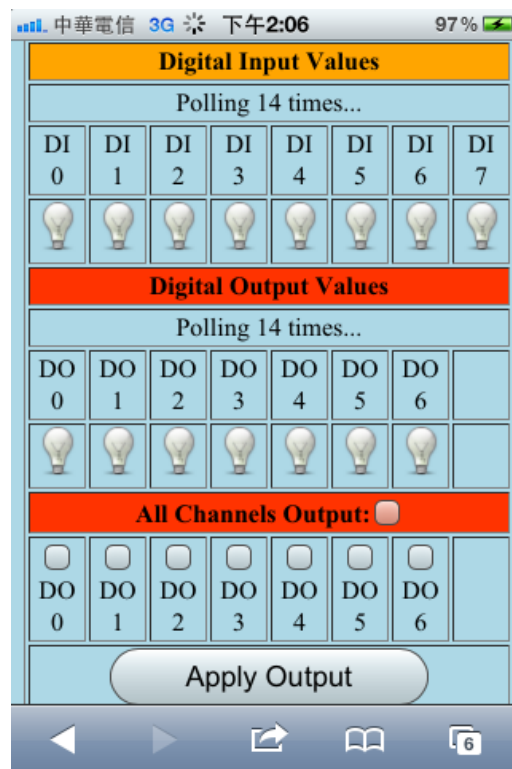 中華電信 3G 下午2:06 97%
Digital Input Values
Polling 14 times...
DI DI DI DI DI DI DI DI
0 1 2 3 4 5 6 7
Digital Output Values
Polling 14 times...
DO DO DO DO DO DO DO
0 1 2 3 4 5 6
All Channels Output:
DO DO DO DO DO DO DO
0 1 2 3 4 5 6
Apply Output
6